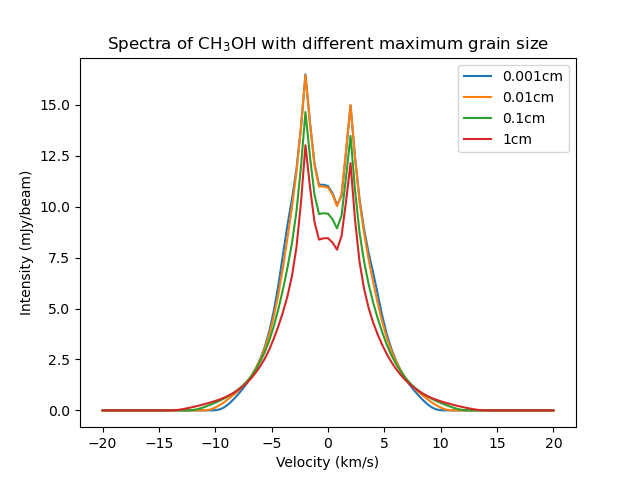 Spectra of CH₃OH with different maximum grain size
Intensity (mJy/beam)
15.0
12.5
10.0
7.5
5.0
2.5
0.0
0.001cm
0.01cm
0.1cm
1cm
−20 −15 −10 −5 0 5 10 15 20
Velocity (km/s)